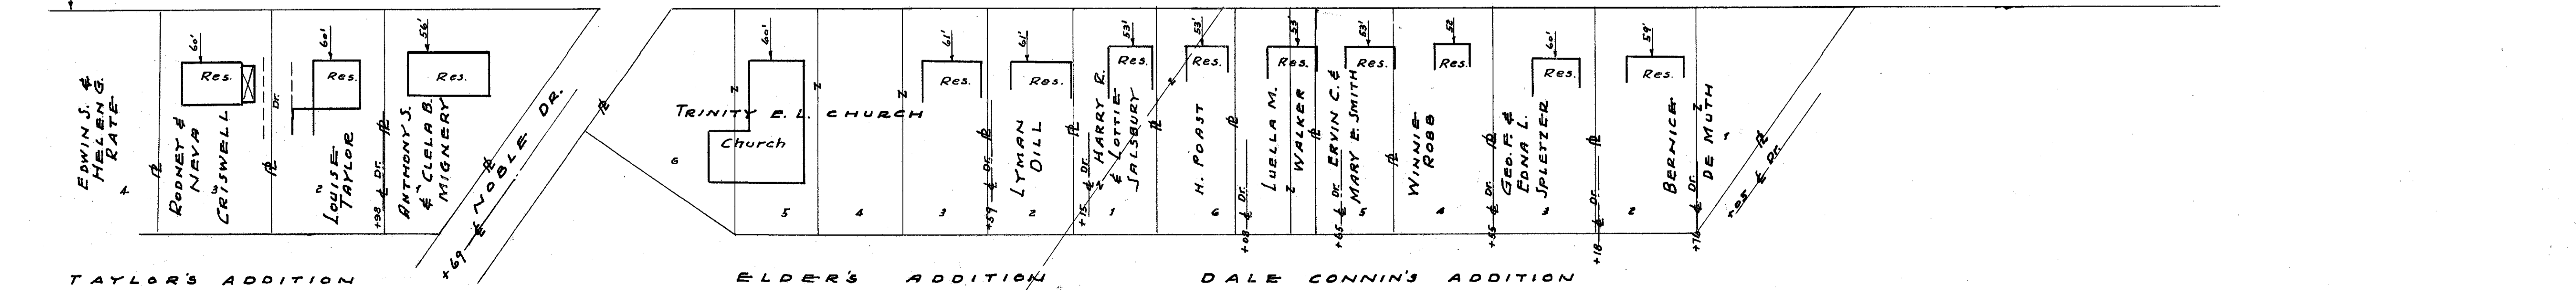 EDWIN S. &
HELEN G.
RATE
4
60'
Res.
RODNEY &
NEVA
CRISWELL
3
Dr.
60'
Res.
LOUISE
TAYLOR
2
+98 ℄ Dr.
56'
Res.
ANTHONY S.
& CLELA B.
MIGNERY
+69 ℄ NOBLE DR.
TAYLOR'S ADDITION
60'
TRINITY E. L. CHURCH
Church
6
5
4
61'
Res.
3
+59 ℄ Dr.
61'
Res.
LYMAN
DILL
2
+15 ℄ Dr.
53'
Res.
HARRY R.
& LOTTIE
SALSBURY
1
ELDER'S ADDITION
53'
Res.
H. POAST
6
+08 ℄ Dr.
53'
Res.
LUELLA M.
WALKER
+65 ℄ Dr.
53'
Res.
ERVIN C. &
MARY E. SMITH
5
52
Res.
WINNIE
ROBB
4
+55 ℄ Dr.
60'
Res.
GEO. F. &
EDNA L.
SPLETZER
3
+18 ℄ Dr.
59'
Res.
BERNICE
DE MUTH
2
+76 ℄ Dr.
1
+05 ℄ Dr.
DALE CONNIN'S ADDITION